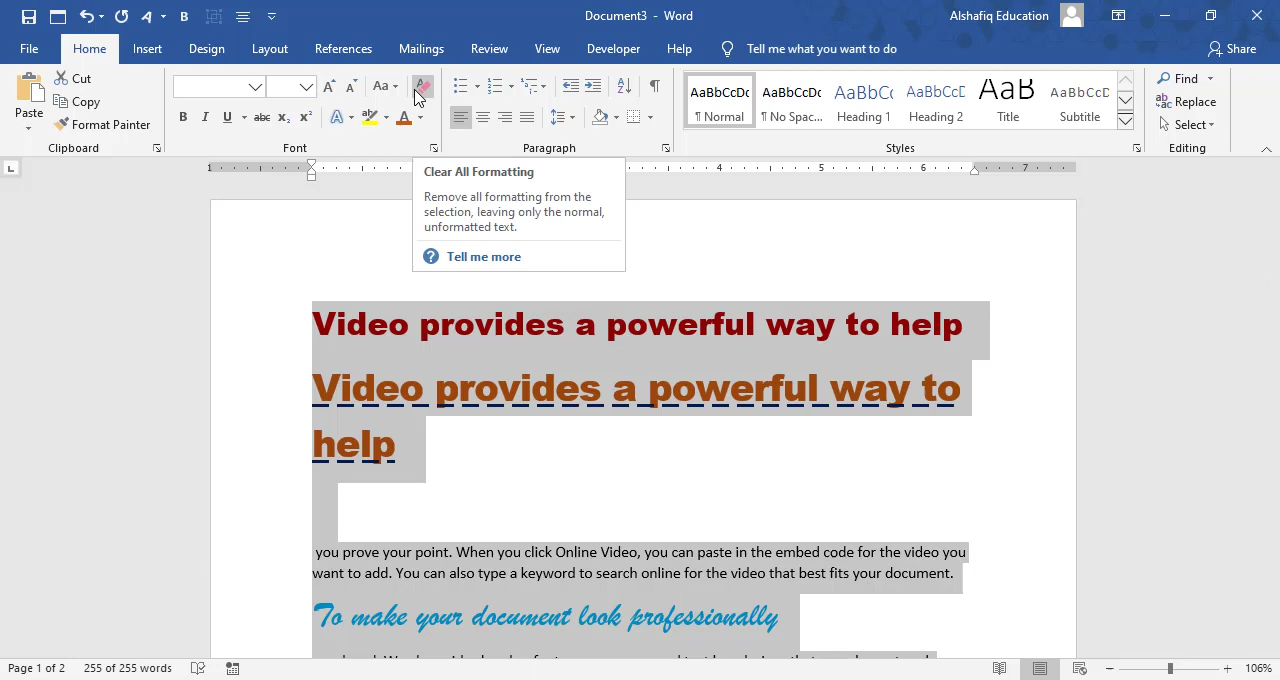 Document3 - Word
Alshafiq Education
File Home Insert Design Layout References Mailings Review View Developer Help Tell me what you want to do Share
Paste
Cut
Copy
Format Painter
Clipboard
Font
Paragraph
AaBbCcDc AaBbCcDc AaBbCc AaBbCcD AaB AaBbCcD
¶ Normal ¶ No Spac... Heading 1 Heading 2 Title Subtitle
Styles
Find
Replace
Select
Editing
Clear All Formatting
Remove all formatting from the
selection, leaving only the normal,
unformatted text.
Tell me more
1 4 5 6 7
Video provides a powerful way to help
Video provides a powerful way to
help
you prove your point. When you click Online Video, you can paste in the embed code for the video you
want to add. You can also type a keyword to search online for the video that best fits your document.
To make your document look professionally
Page 1 of 2 255 of 255 words 106%